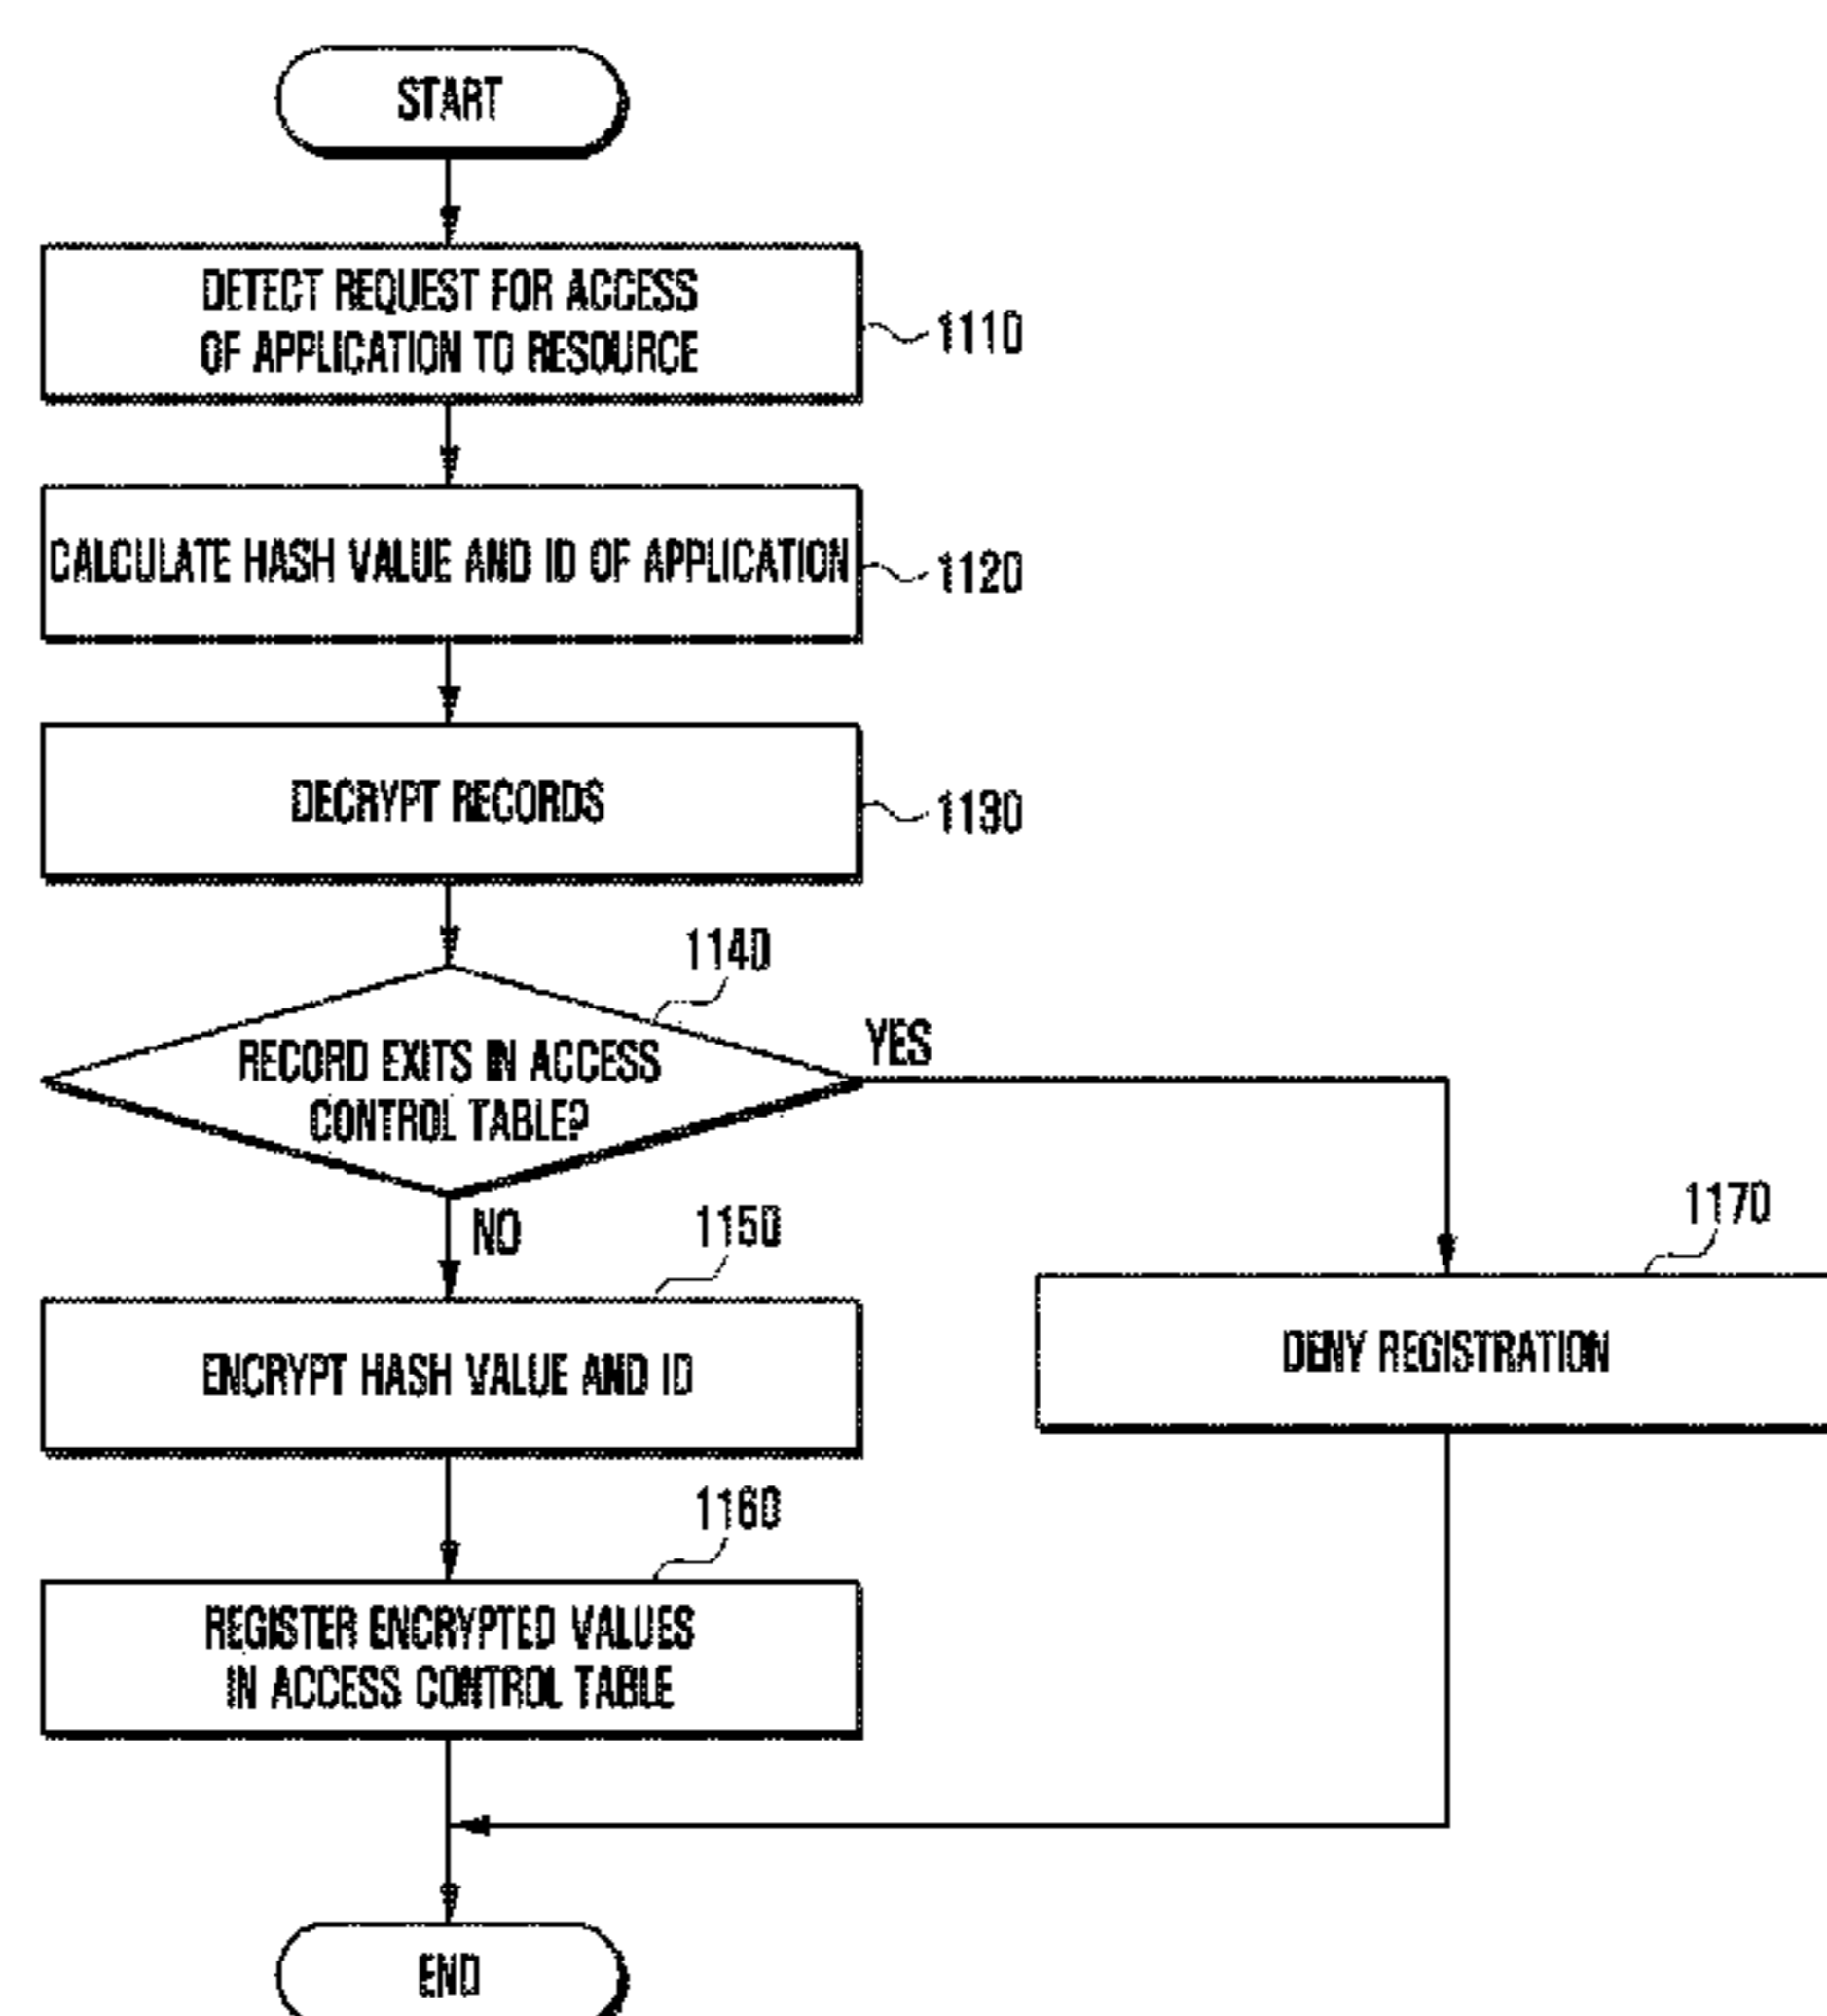 START
DETECT REQUEST FOR ACCESS
OF APPLICATION TO RESOURCE
1110
CALCULATE HASH VALUE AND ID OF APPLICATION
1120
DECRYPT RECORDS
1130
1140
RECORD EXITS IN ACCESS
CONTROL TABLE?
YES
NO
1150
ENCRYPT HASH VALUE AND ID
1170
DENY REGISTRATION
1160
REGISTER ENCRYPTED VALUES
IN ACCESS CONTROL TABLE
END